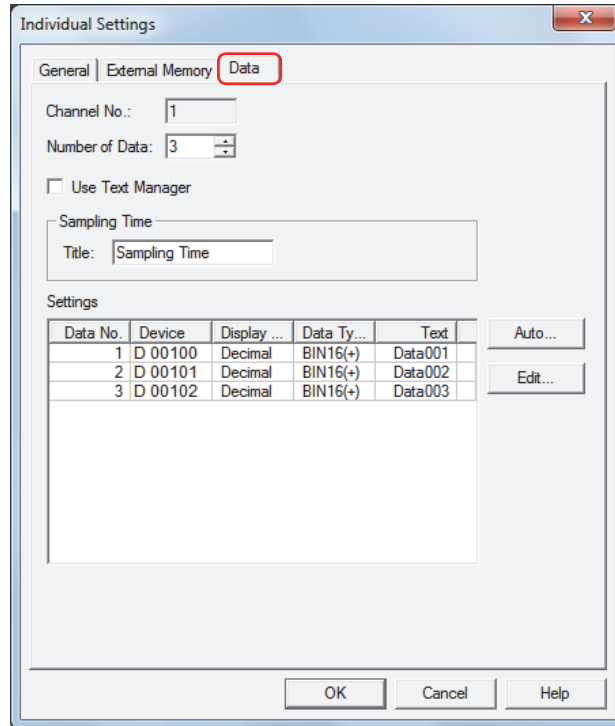 Individual Settings
General External Memory Data
Channel No.: 1
Number of Data: 3
Use Text Manager
Sampling Time
Title: Sampling Time
Settings
Data No. Device Display ... Data Ty... Text
1 D 00100 Decimal BIN16(+) Data001
2 D 00101 Decimal BIN16(+) Data002
3 D 00102 Decimal BIN16(+) Data003
Auto...
Edit...
OK Cancel Help